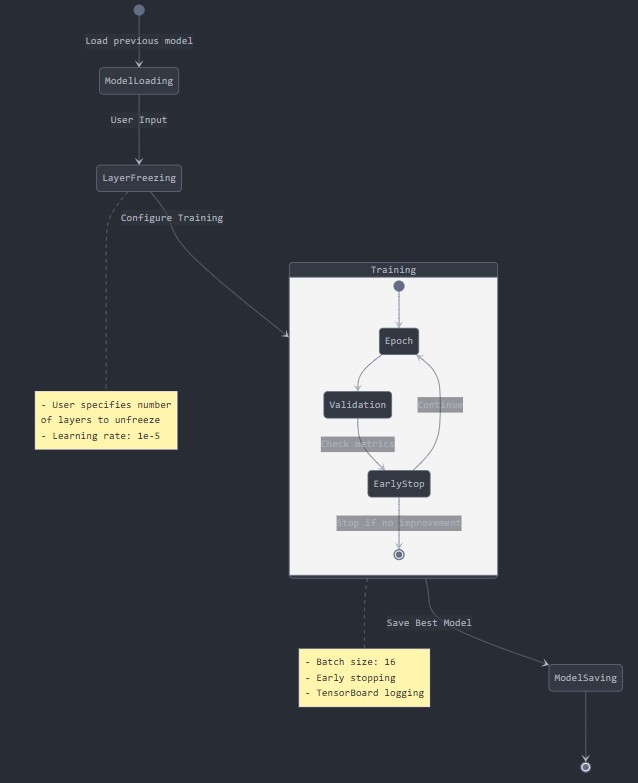 Load previous model
ModelLoading
User Input
LayerFreezing
Configure Training
Training
Epoch
Validation
Continue
- User specifies number
of layers to unfreeze
- Learning rate: 1e-5
Check metrics
EarlyStop
Stop if no improvement
Save Best Model
- Batch size: 16
- Early stopping
- TensorBoard logging
ModelSaving